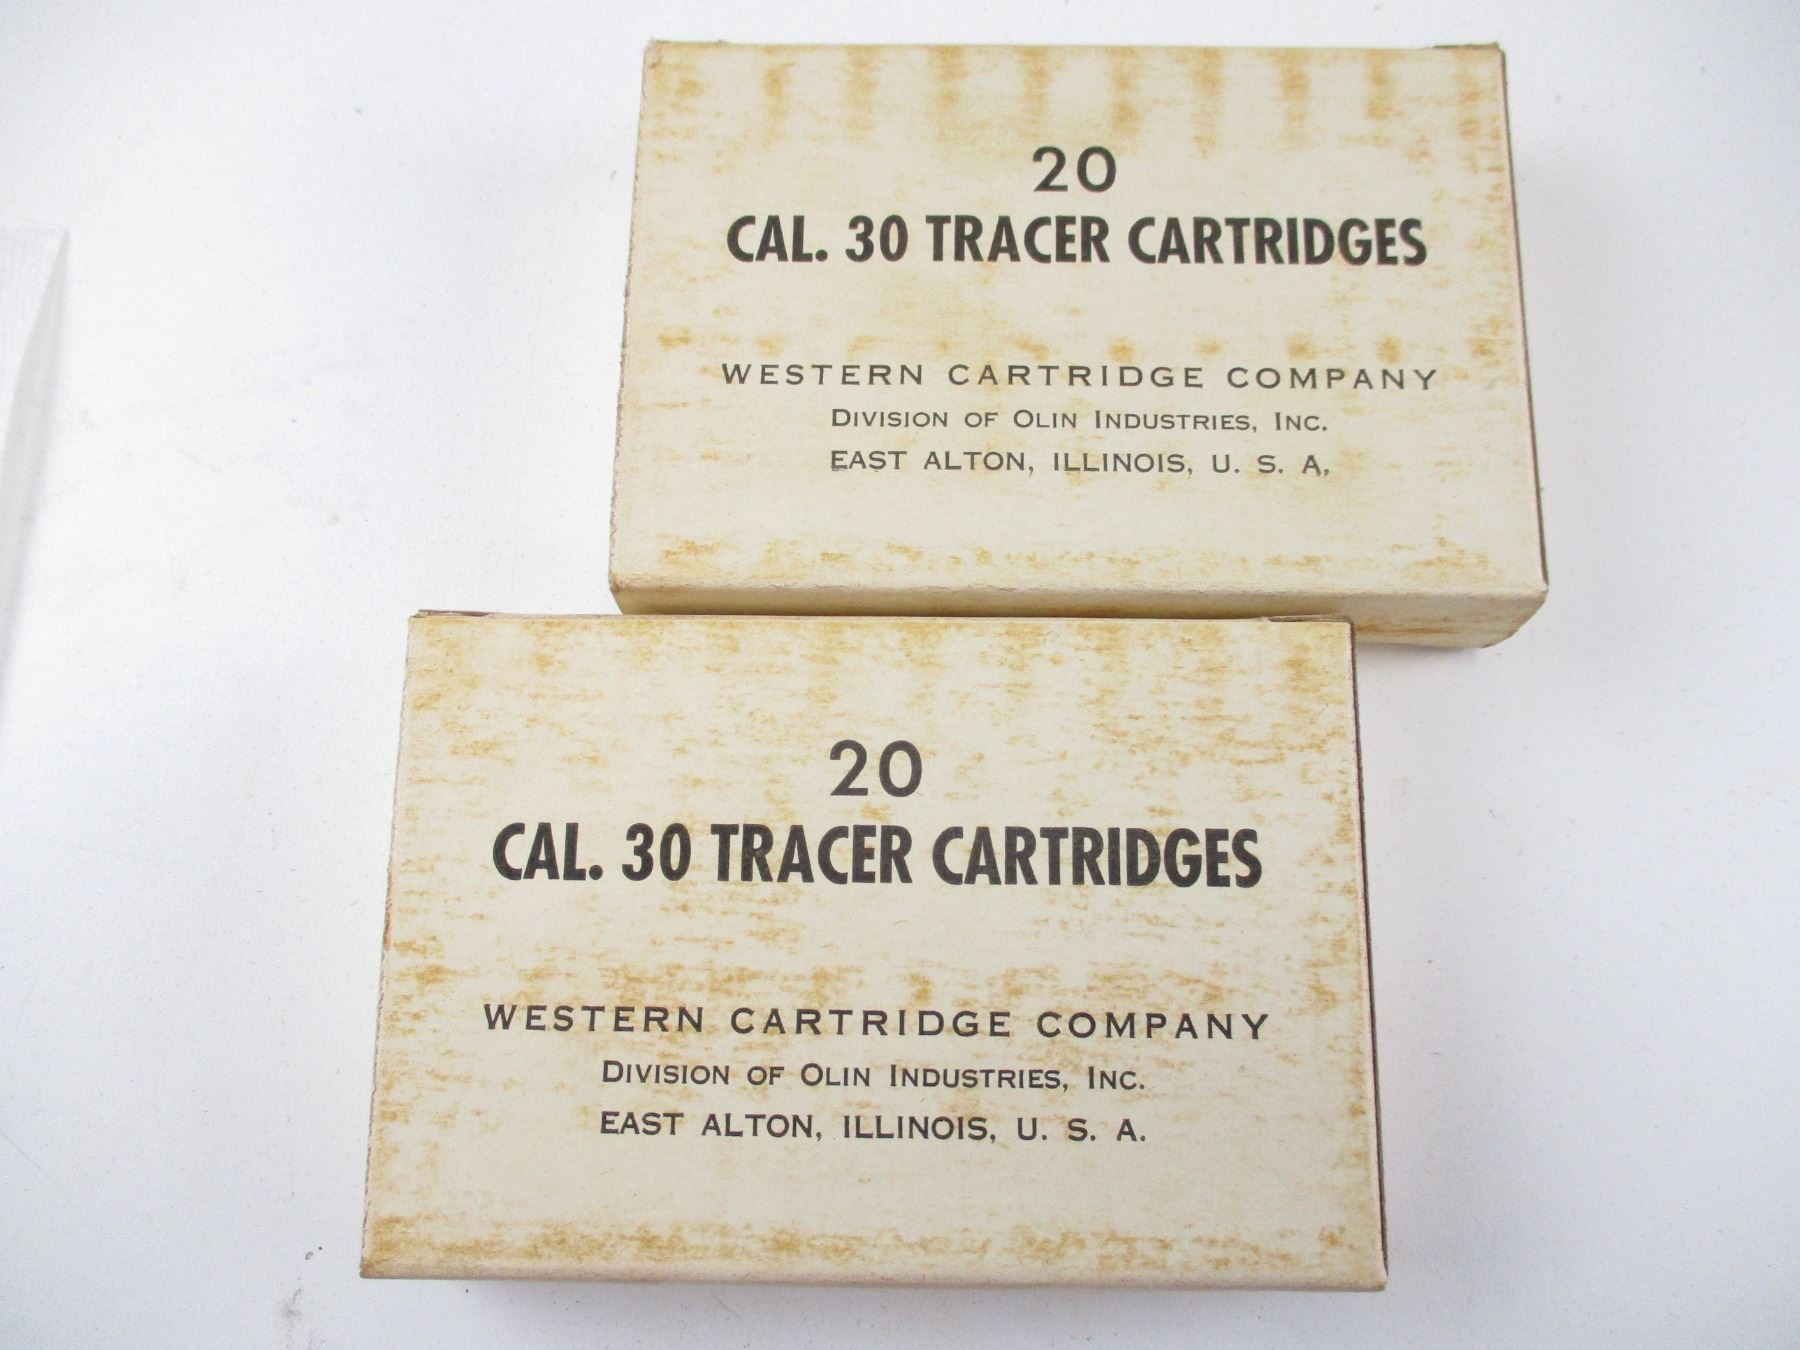 20
CAL. 30 TRACER CARTRIDGES
WESTERN CARTRIDGE COMPANY
DIVISION OF OLIN INDUSTRIES, INC.
EAST ALTON, ILLINOIS, U. S. A.
20
CAL. 30 TRACER CARTRIDGES
WESTERN CARTRIDGE COMPANY
DIVISION OF OLIN INDUSTRIES, INC.
EAST ALTON, ILLINOIS, U. S. A.